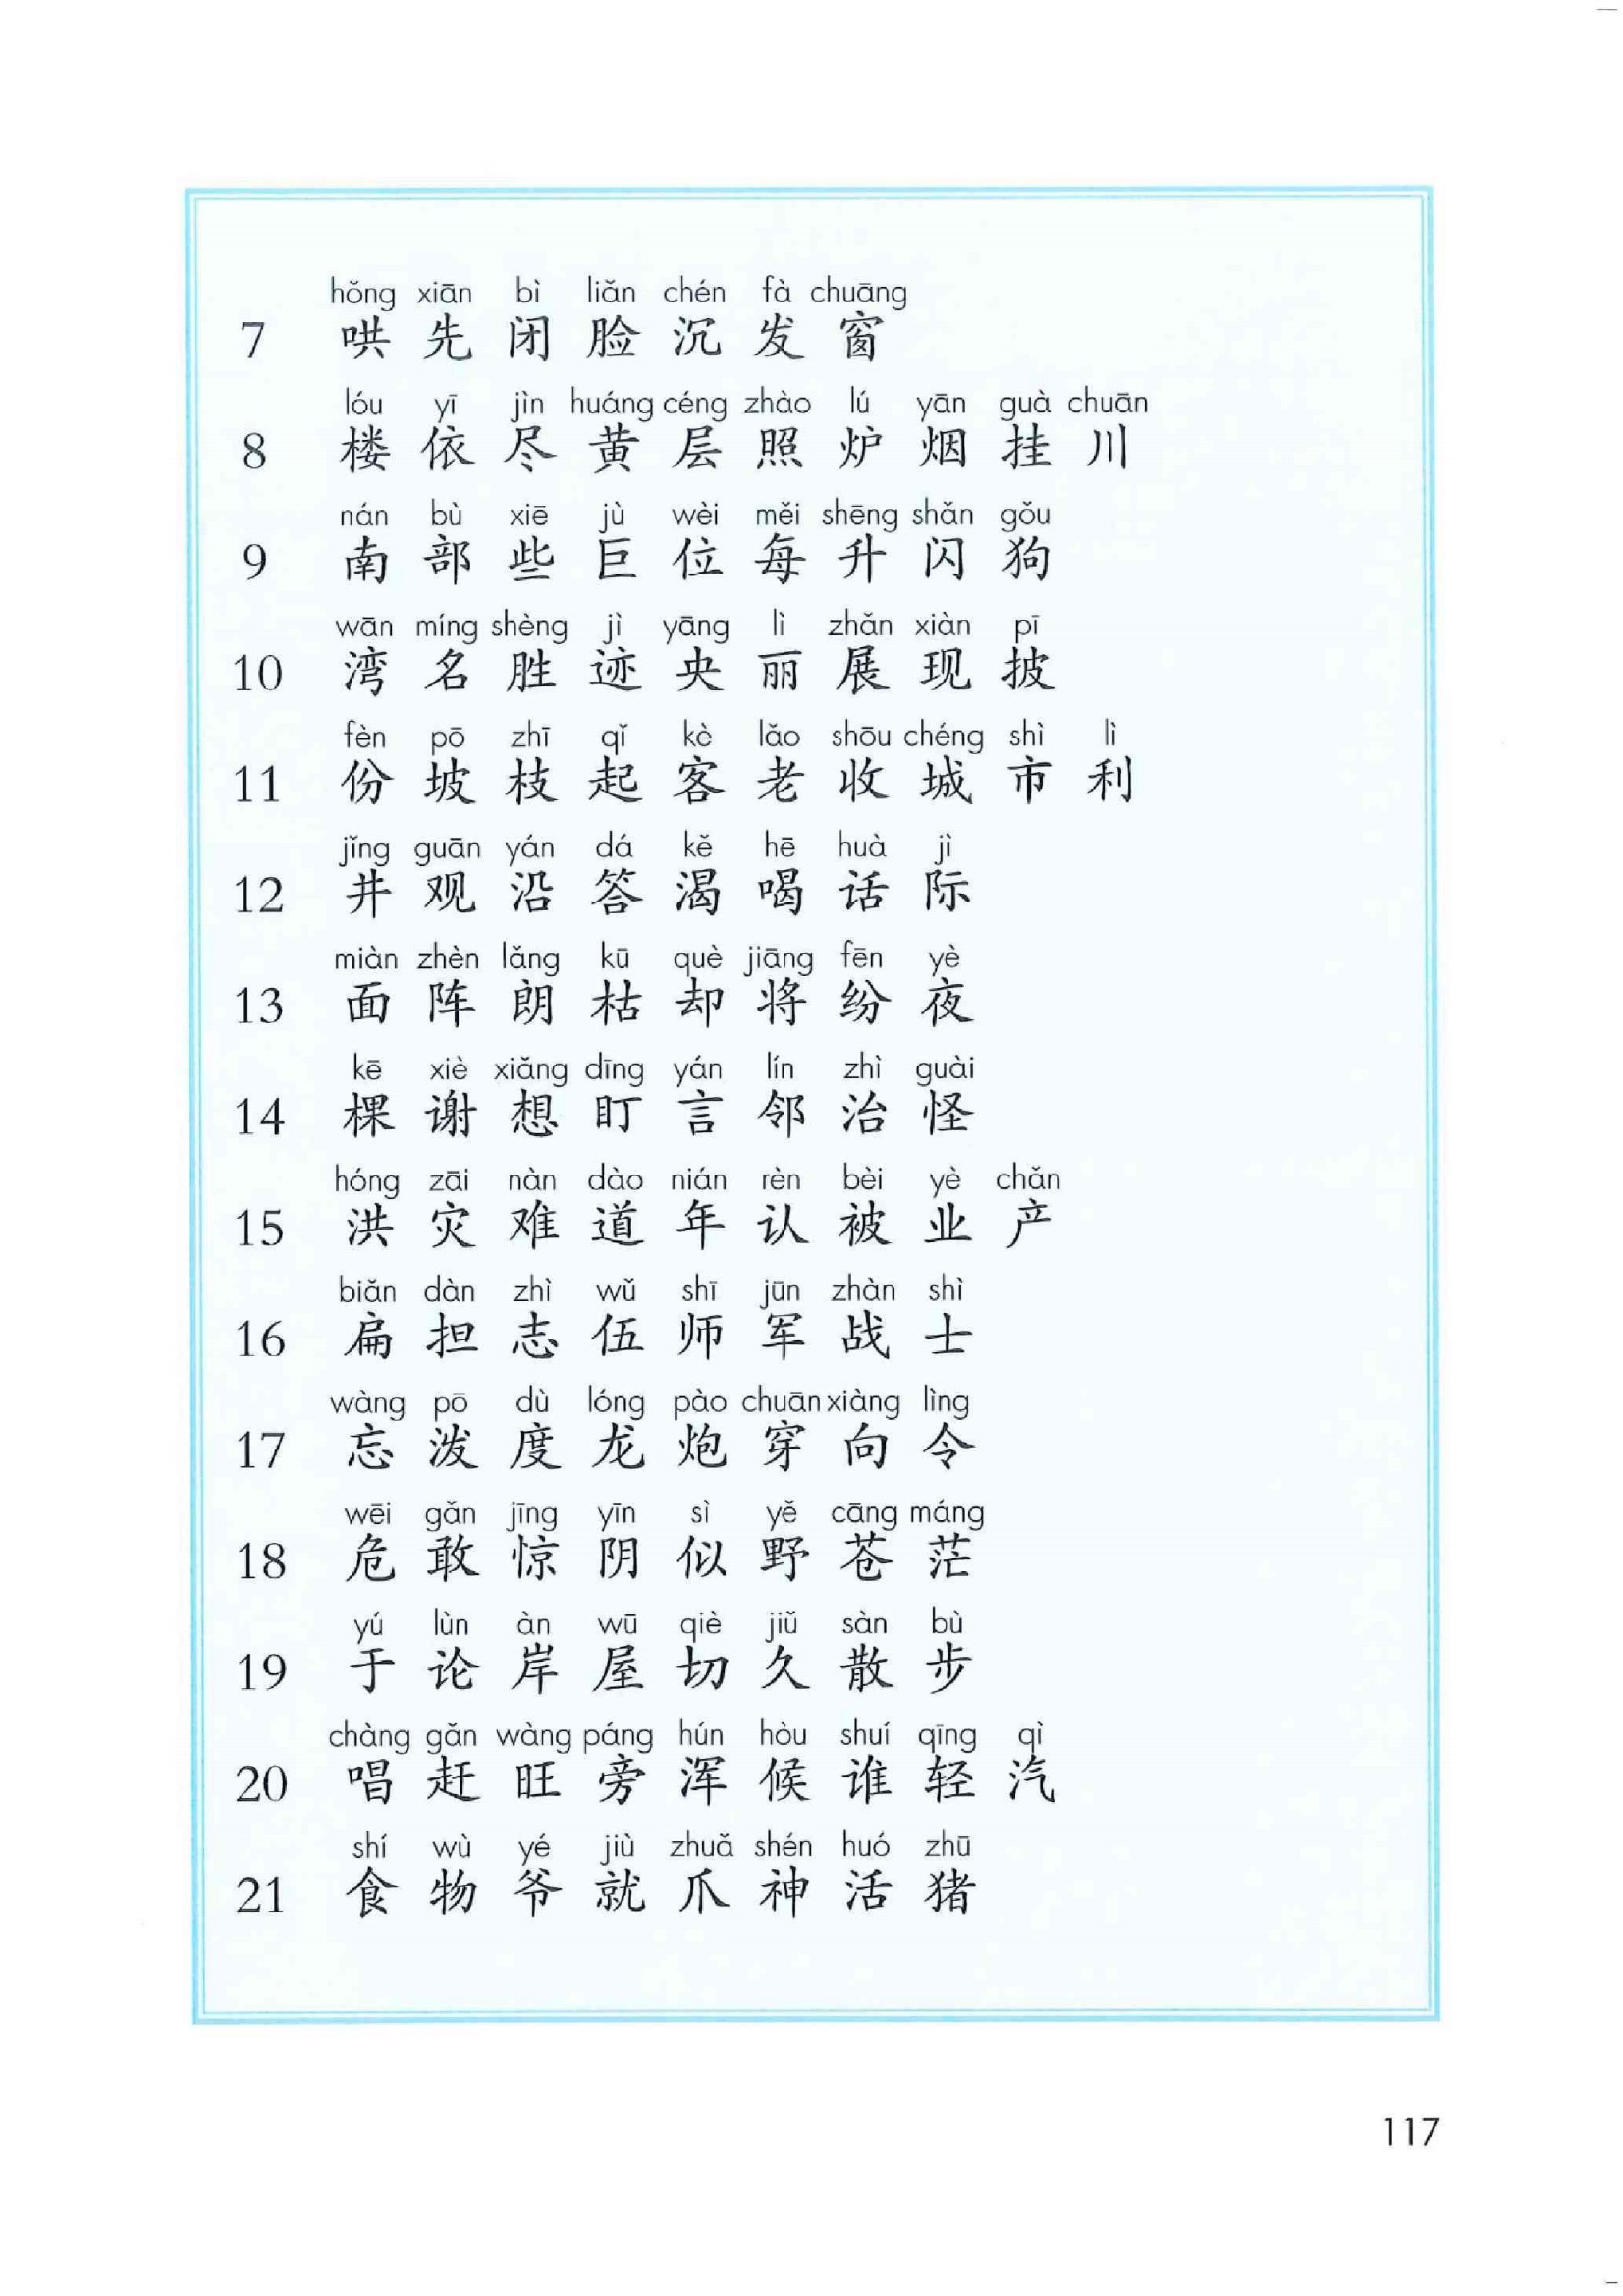 hǒng xiān bì liǎn chén fà chuāng
7 哄 先 闭 脸 沉 发 窗
lóu yī jìn huáng céng zhào lú yān guà chuān
8 楼 依 尽 黄 层 照 炉 烟 挂 川
nán bù xiē jù wèi měi shēng shǎn gǒu
9 南 部 些 巨 位 每 升 闪 狗
wān míng shèng jì yāng lì zhǎn xiàn pī
10 湾 名 胜 迹 央 丽 展 现 披
fèn pō zhī qǐ kè lǎo shōu chéng shì lì
11 份 坡 枝 起 客 老 收 城 市 利
jǐng guān yán dá kě hē huà jì
12 井 观 沿 答 渴 喝 话 际
miàn zhèn lǎng kū què jiāng fēn yè
13 面 阵 朗 枯 却 将 纷 夜
kē xiè xiǎng dīng yán lín zhì guài
14 棵 谢 想 盯 言 邻 治 怪
hóng zāi nàn dào nián rèn bèi yè chǎn
15 洪 灾 难 道 年 认 被 业 产
biǎn dàn zhì wǔ shī jūn zhàn shì
16 扁 担 志 伍 师 军 战 士
wàng pō dù lóng pào chuān xiàng lìng
17 忘 泼 度 龙 炮 穿 向 令
wēi gǎn jīng yīn sì yě cāng máng
18 危 敢 惊 阴 似 野 苍 茫
yú lùn àn wū qiè jiǔ sàn bù
19 于 论 岸 屋 切 久 散 步
chàng gǎn wàng páng hún hòu shuí qīng qì
20 唱 赶 旺 旁 浑 候 谁 轻 汽
shí wù yé jiù zhuǎ shén huó zhū
21 食 物 爷 就 爪 神 活 猪
117